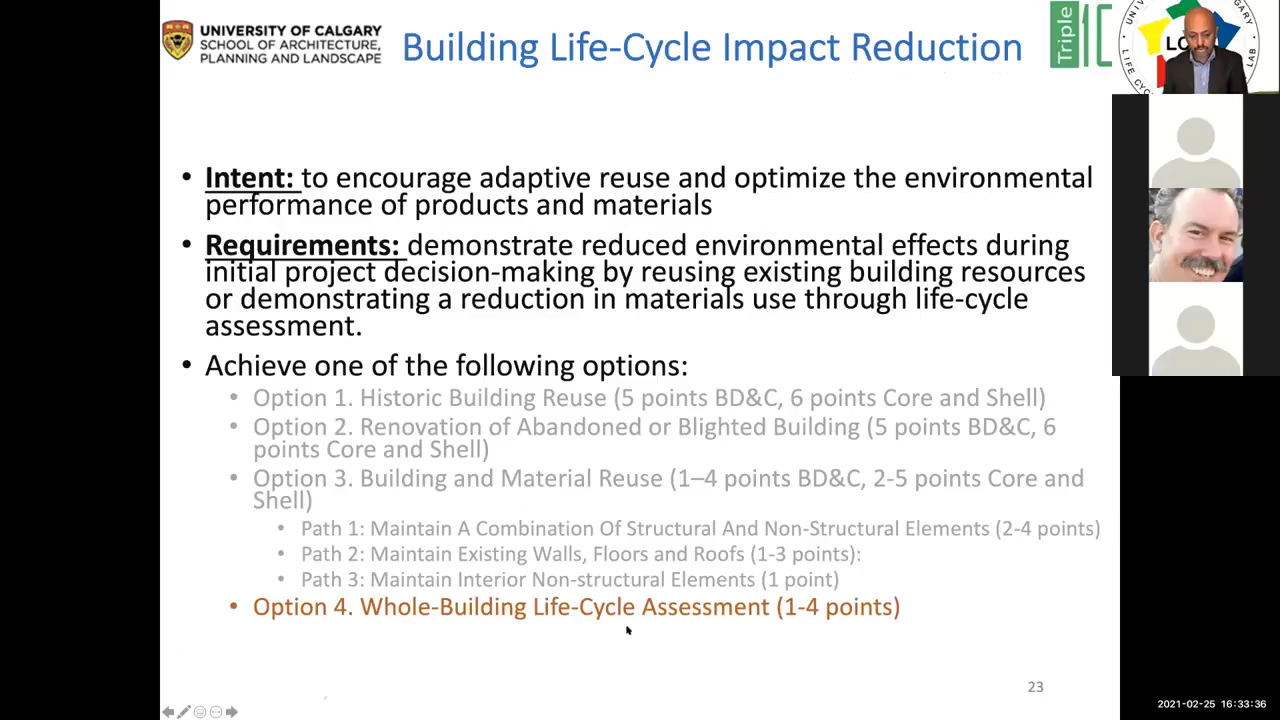 UNIVERSITY OF CALGARY
SCHOOL OF ARCHITECTURE,
PLANNING AND LANDSCAPE
Building Life-Cycle Impact Reduction
Triple
• Intent: to encourage adaptive reuse and optimize the environmental
performance of products and materials
• Requirements: demonstrate reduced environmental effects during
initial project decision-making by reusing existing building resources
or demonstrating a reduction in materials use through life-cycle
assessment.
• Achieve one of the following options:
• Option 1. Historic Building Reuse (5 points BD&C, 6 points Core and Shell)
• Option 2. Renovation of Abandoned or Blighted Building (5 points BD&C, 6
points Core and Shell)
• Option 3. Building and Material Reuse (1–4 points BD&C, 2-5 points Core and
Shell)
• Path 1: Maintain A Combination Of Structural And Non-Structural Elements (2-4 points)
• Path 2: Maintain Existing Walls, Floors and Roofs (1-3 points):
• Path 3: Maintain Interior Non-structural Elements (1 point)
• Option 4. Whole-Building Life-Cycle Assessment (1-4 points)
23
2021-02-25 16:33:36